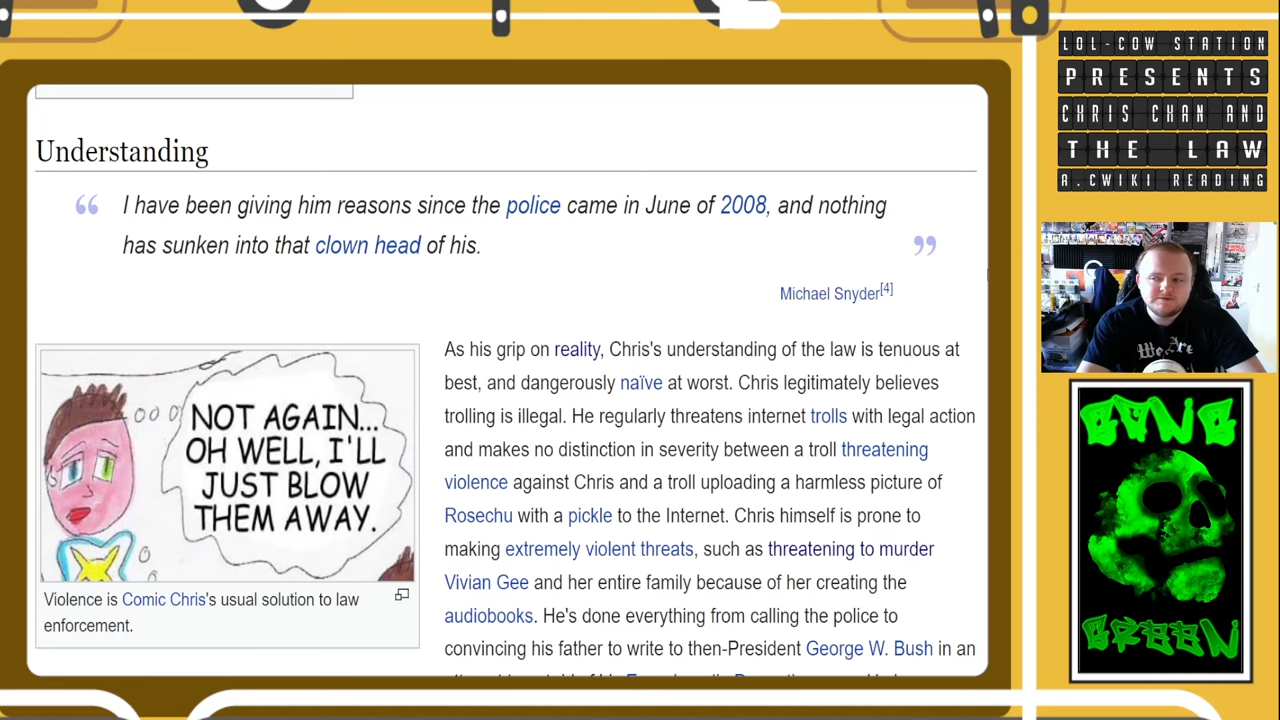 LOL-COW STATION
PRESENTS
CHRIS CHAN AND
THE LAW
A.CWIKI READING
Understanding
“ I have been giving him reasons since the police came in June of 2008, and nothing
has sunken into that clown head of his. ”
Michael Snyder[4]
NOT AGAIN...
OH WELL, I'LL
JUST BLOW
THEM AWAY.
Violence is Comic Chris's usual solution to law
enforcement.
As his grip on reality, Chris's understanding of the law is tenuous at
best, and dangerously naïve at worst. Chris legitimately believes
trolling is illegal. He regularly threatens internet trolls with legal action
and makes no distinction in severity between a troll threatening
violence against Chris and a troll uploading a harmless picture of
Rosechu with a pickle to the Internet. Chris himself is prone to
making extremely violent threats, such as threatening to murder
Vivian Gee and her entire family because of her creating the
audiobooks. He's done everything from calling the police to
convincing his father to write to then-President George W. Bush in an
We Are
GREEN